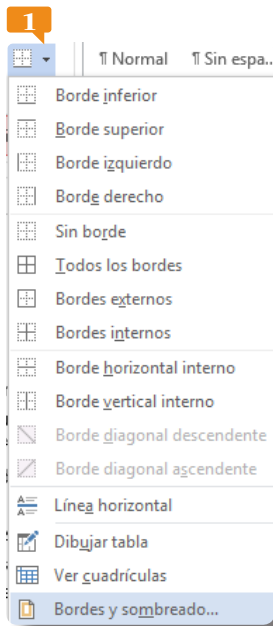 1
¶ Normal ¶ Sin espa...
Borde inferior
Borde superior
Borde izquierdo
Borde derecho
Sin borde
Todos los bordes
Bordes externos
Bordes internos
Borde horizontal interno
Borde vertical interno
Borde diagonal descendente
Borde diagonal ascendente
Línea horizontal
Dibujar tabla
Ver cuadrículas
Bordes y sombreado...